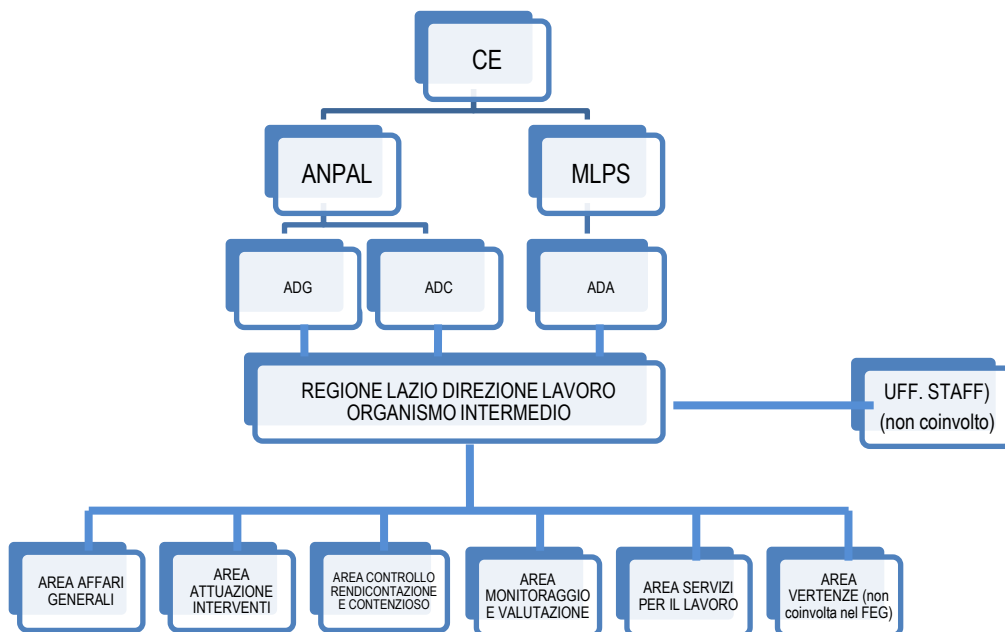 CE
ANPAL
MLPS
ADG
ADC
ADA
REGIONE LAZIO DIREZIONE LAVORO
ORGANISMO INTERMEDIO
UFF. STAFF)
(non coinvolto)
AREA AFFARI
GENERALI
AREA
ATTUAZIONE
INTERVENTI
AREA CONTROLLO
RENDICONTAZIONE
E CONTENZIOSO
AREA
MONITORAGGIO
E VALUTAZIONE
AREA SERVIZI
PER IL LAVORO
AREA
VERTENZE (non
coinvolta nel FEG)